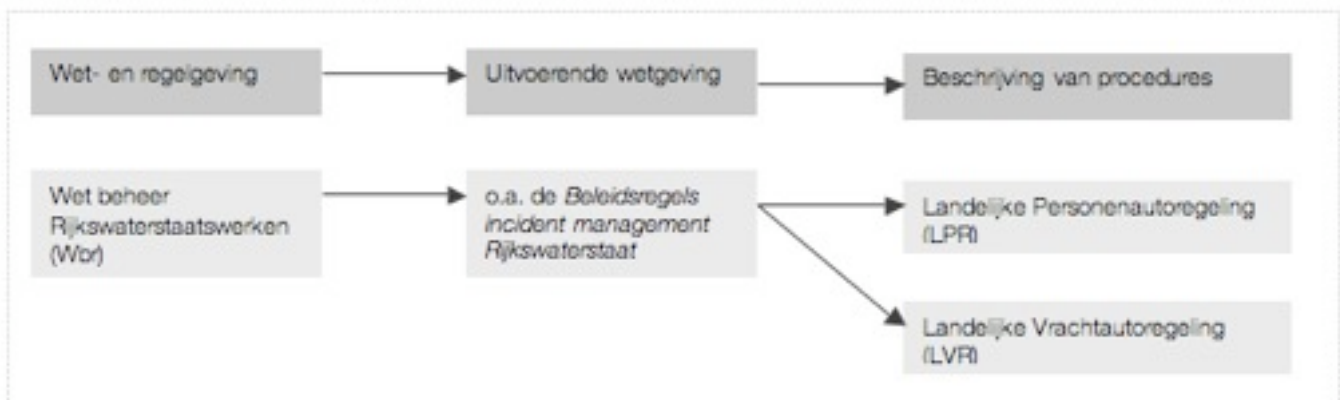 Wet- en regelgeving
Uitvoerende wetgeving
Beschrijving van procedures
Wet beheer
Rijkswaterstaatswerken
(Wbr)
o.a. de Beleidsregels
incident management
Rijkswaterstaat
Landelijke Personenautoregeling
(LPR)
Landelijke Vrachtautoregeling
(LVR)